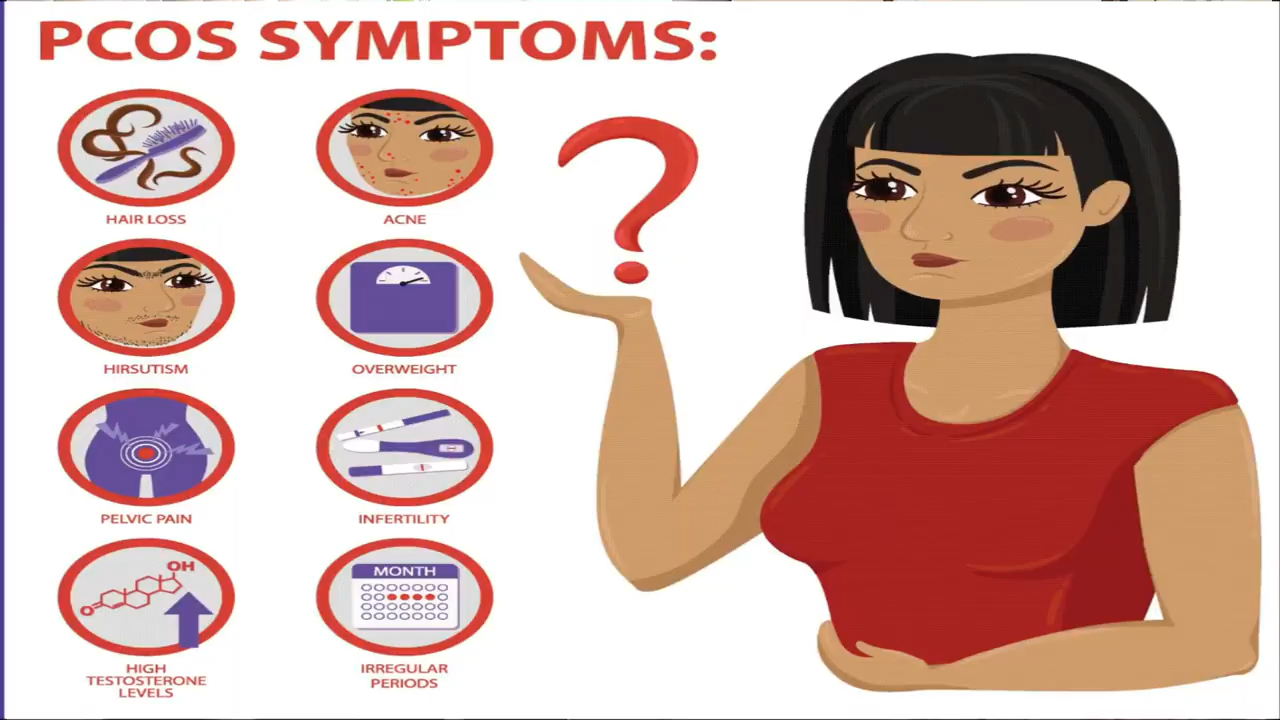 PCOS SYMPTOMS:
HAIR LOSS
ACNE
HIRSUTISM
OVERWEIGHT
PELVIC PAIN
INFERTILITY
OH
O
HIGH
TESTOSTERONE
LEVELS
MONTH
IRREGULAR
PERIODS